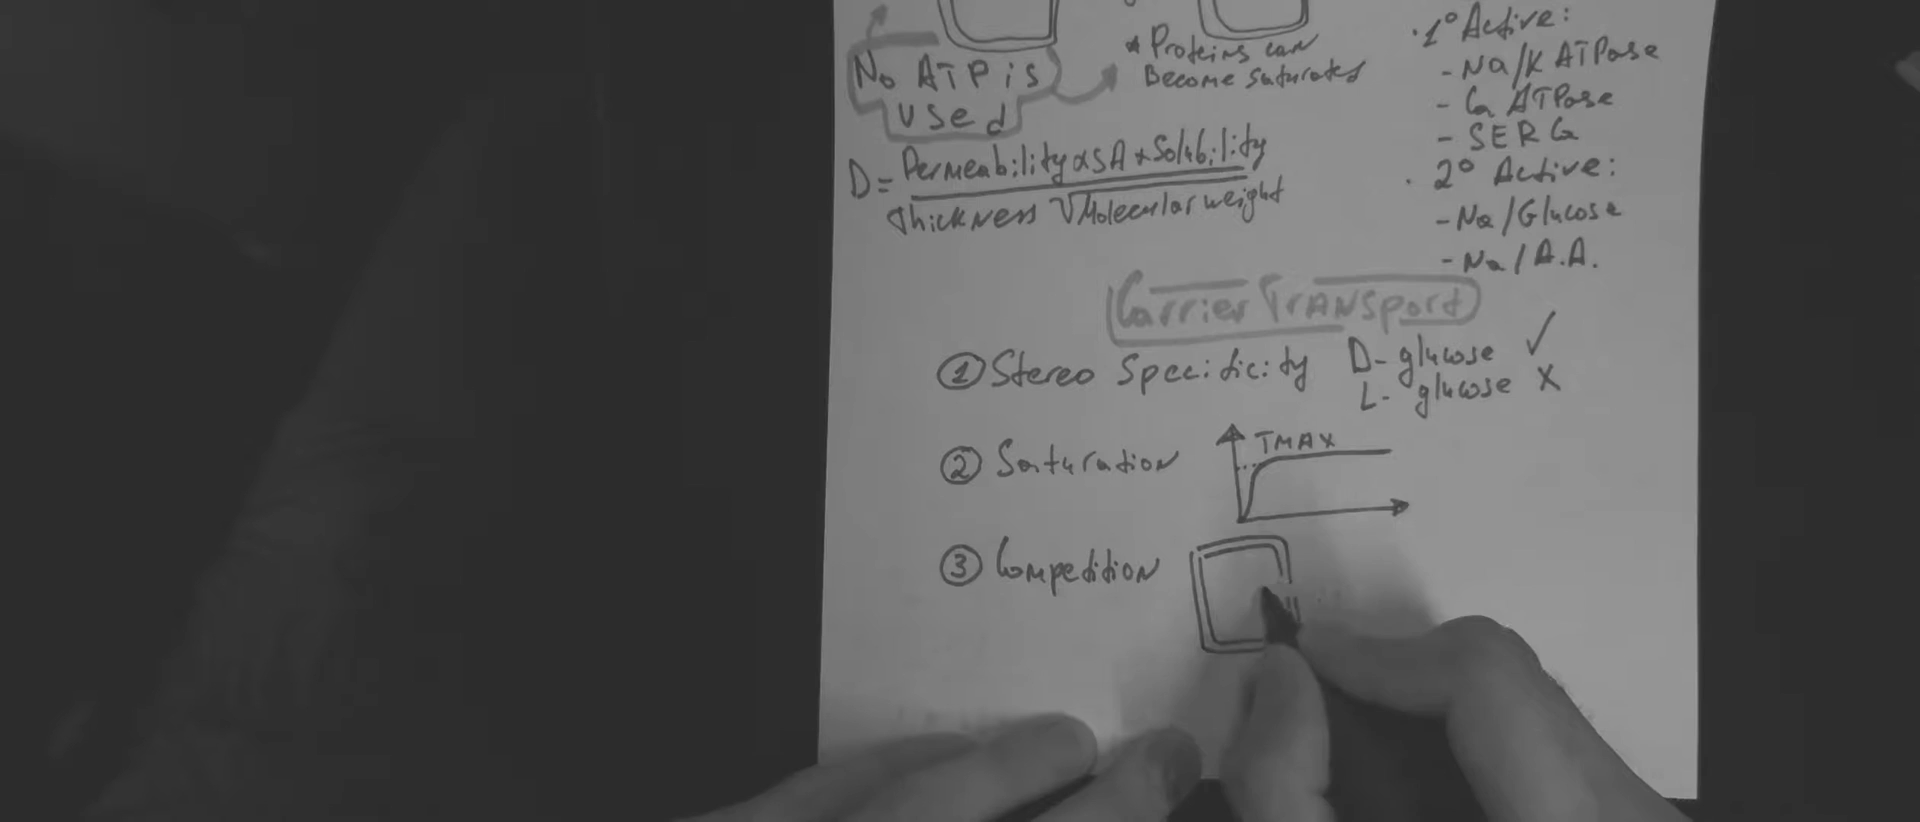 No ATP is
Used
* Proteins can
Become Saturated
D = Permeability x SA x Solubility
Thickness √Molecular weight
· 1° Active:
- Na/K ATPase
- Ca ATPase
- SERCa
· 2° Active:
- Na/Glucose
- Na/A.A.
Carrier Transport
① Stereo Specificity D- glucose ✓
L- glucose X
② Saturation TMAX
③ Competition